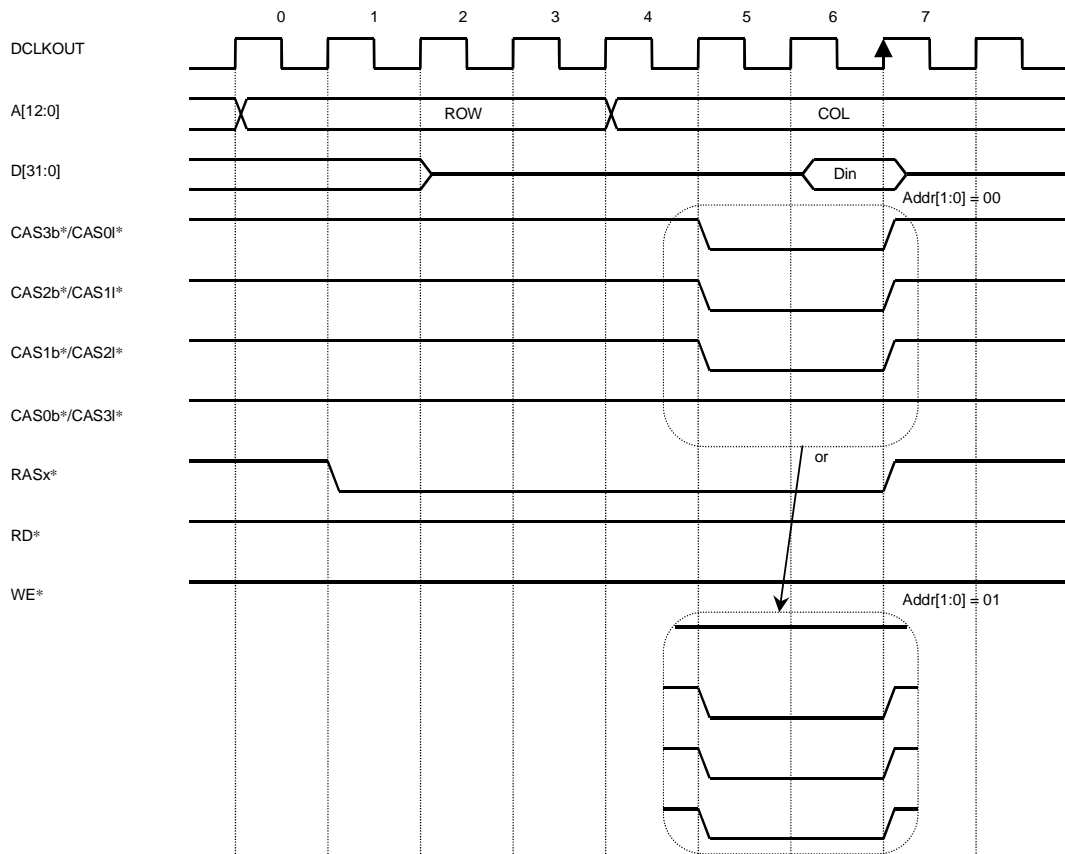 0 1 2 3 4 5 6 7
DCLKOUT
A[12:0] ROW COL
D[31:0] Din
Addr[1:0] = 00
CAS3b*/CAS0l*
CAS2b*/CAS1l*
CAS1b*/CAS2l*
CAS0b*/CAS3l*
or
RASx*
RD*
WE*
Addr[1:0] = 01